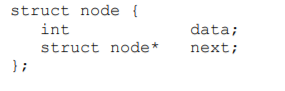 struct node {
   int            data;
   struct node*   next;
};